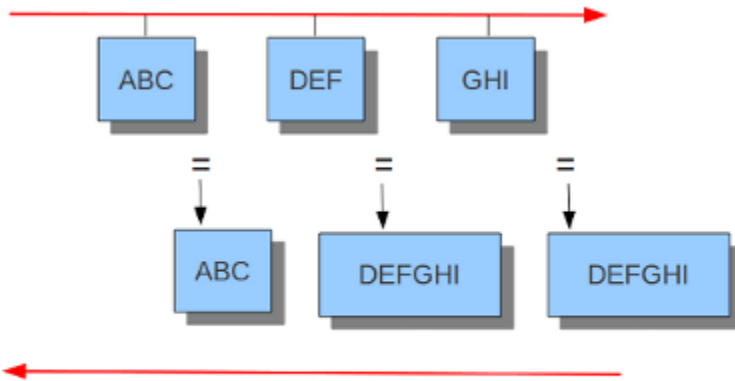 ABC DEF GHI
= = =
ABC DEFGHI DEFGHI